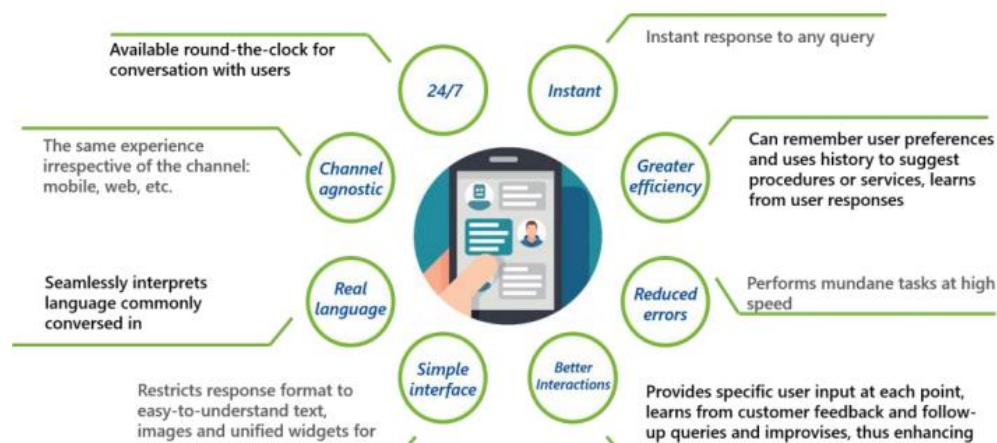 Available round-the-clock for
conversation with users
24/7
Instant
Instant response to any query
The same experience
irrespective of the channel:
mobile, web, etc.
Channel
agnostic
Greater
efficiency
Can remember user preferences
and uses history to suggest
procedures or services, learns
from user responses
Seamlessly interprets
language commonly
conversed in
Real
language
Reduced
errors
Performs mundane tasks at high
speed
Simple
interface
Better
Interactions
Restricts response format to
easy-to-understand text,
images and unified widgets for
Provides specific user input at each point,
learns from customer feedback and follow-
up queries and improvises, thus enhancing